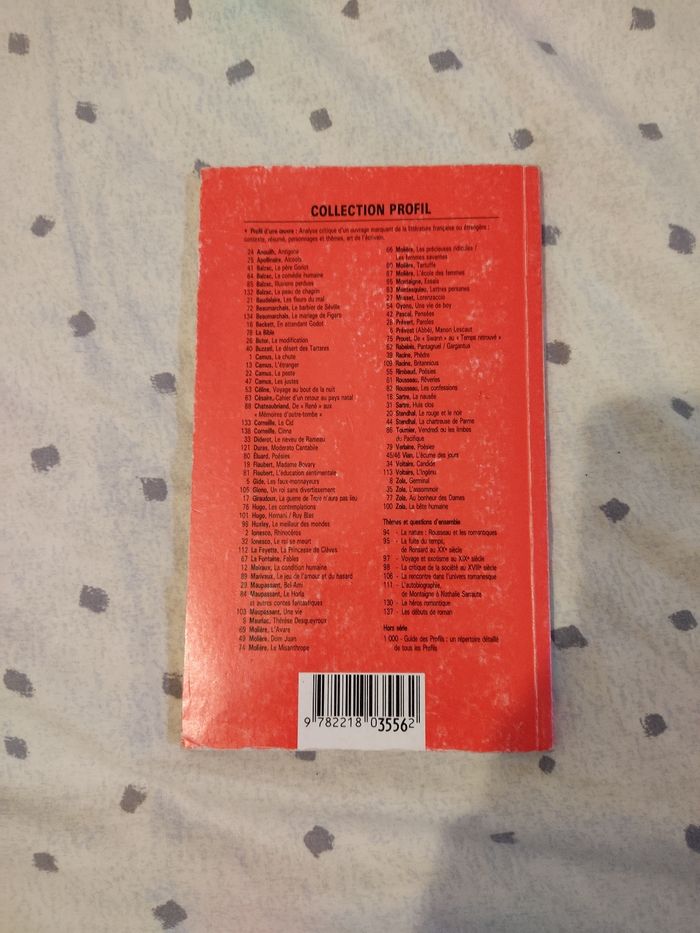 COLLECTION PROFIL
• Profil d'une œuvre : Analyse critique d'un ouvrage marquant de la littérature française ou étrangère :
contexte, résumé, personnages et thèmes, art de l'écrivain.
24 Anouilh, Antigone
25 Apollinaire, Alcools
41 Balzac, Le père Goriot
64 Balzac, La comédie humaine
85 Balzac, Illusions perdues
132 Balzac, La peau de chagrin
21 Baudelaire, Les fleurs du mal
72 Beaumarchais, Le barbier de Séville
134 Beaumarchais, Le mariage de Figaro
16 Beckett, En attendant Godot
78 La Bible
26 Butor, La modification
40 Buzzati, Le désert des Tartares
1 Camus, La chute
13 Camus, L'étranger
22 Camus, La peste
47 Camus, Les justes
53 Céline, Voyage au bout de la nuit
63 Césaire, Cahier d'un retour au pays natal
88 Chateaubriand, De « René » aux
« Mémoires d'outre-tombe »
133 Corneille, Le Cid
138 Corneille, Cinna
33 Diderot, Le neveu de Rameau
121 Duras, Moderato Cantabile
80 Éluard, Poésies
19 Flaubert, Madame Bovary
81 Flaubert, L'éducation sentimentale
5 Gide, Les faux-monnayeurs
105 Giono, Un roi sans divertissement
17 Giraudoux, La guerre de Troie n'aura pas lieu
76 Hugo, Les contemplations
101 Hugo, Hernani / Ruy Blas
99 Huxley, Le meilleur des mondes
2 Ionesco, Rhinocéros
32 Ionesco, Le roi se meurt
112 La Fayette, La Princesse de Clèves
67 La Fontaine, Fables
12 Malraux, La condition humaine
89 Marivaux, Le jeu de l'amour et du hasard
29 Maupassant, Bel-Ami
84 Maupassant, Le Horla
et autres contes fantastiques
103 Maupassant, Une vie
9 Mauriac, Thérèse Desqueyroux
69 Molière, L'Avare
49 Molière, Dom Juan
74 Molière, Le Misanthrope
66 Molière, Les précieuses ridicules /
Les femmes savantes
60 Molière, Tartuffe
87 Molière, L'école des femmes
65 Montaigne, Essais
83 Montesquieu, Lettres persanes
27 Musset, Lorenzaccio
54 Oyono, Une vie de boy
42 Pascal, Pensées
28 Prévert, Paroles
6 Prévost (Abbé), Manon Lescaut
75 Proust, De « Swann » au « Temps retrouvé »
62 Rabelais, Pantagruel / Gargantua
39 Racine, Phèdre
109 Racine, Britannicus
55 Rimbaud, Poésies
61 Rousseau, Rêveries
82 Rousseau, Les confessions
18 Sartre, La nausée
31 Sartre, Huis clos
20 Stendhal, Le rouge et le noir
44 Stendhal, La chartreuse de Parme
86 Tournier, Vendredi ou les limbes
du Pacifique
79 Verlaine, Poésies
45/46 Vian, L'écume des jours
34 Voltaire, Candide
113 Voltaire, L'Ingénu
8 Zola, Germinal
35 Zola, L'assommoir
77 Zola, Au bonheur des Dames
100 Zola, La bête humaine
Thèmes et questions d'ensemble
94 - La nature : Rousseau et les romantiques
95 - La fuite du temps,
de Ronsard au XXe siècle
97 - Voyage et exotisme au XIXe siècle
98 - La critique de la société au XVIIIe siècle
106 - La rencontre dans l'univers romanesque
111 - L'autobiographie,
de Montaigne à Nathalie Sarraute
130 - Le héros romantique
137 - Les débuts de roman
Hors série
1 000 - Guide des Profils : un répertoire détaillé
de tous les Profils
9 782218 035562